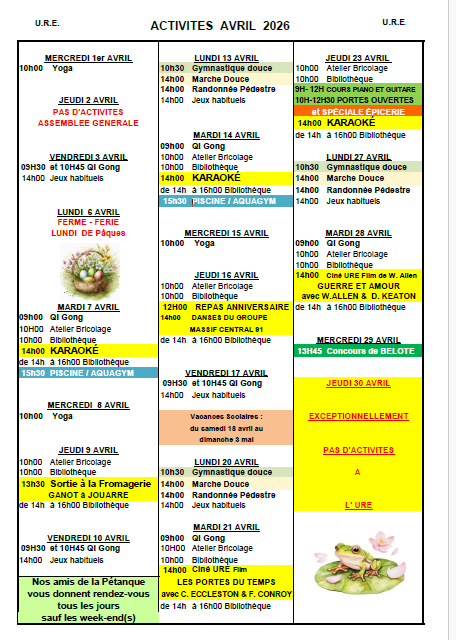 U.R.E.
ACTIVITES AVRIL 2026
U.R.E.
MERCREDI 1er AVRIL
10h00 Yoga
JEUDI 2 AVRIL
PAS D'ACTIVITES
ASSEMBLEE GENERALE
VENDREDI 3 AVRIL
09H30 et 10H45 QI Gong
14h00 Jeux habituels
LUNDI 6 AVRIL
FERME - FERIE
LUNDI DE Pâques
MARDI 7 AVRIL
09h00 QI Gong
10H00 Atelier Bricolage
10h00 Bibliothèque
14h00 KARAOKÉ
de 14h à 16h00 Bibliothèque
15h30 PISCINE / AQUAGYM
MERCREDI 8 AVRIL
10h00 Yoga
JEUDI 9 AVRIL
10h00 Atelier Bricolage
10h00 Bibliothèque
13h30 Sortie à la Fromagerie
GANOT à JOUARRE
de 14h à 16h00 Bibliothèque
VENDREDI 10 AVRIL
09H30 et 10H45 QI Gong
14h00 Jeux habituels
Nos amis de la Pétanque
vous donnent rendez-vous
tous les jours
sauf les week-end(s)
LUNDI 13 AVRIL
10h30 Gymnastique douce
14h00 Marche Douce
14h00 Randonnée Pédestre
14h00 Jeux habituels
MARDI 14 AVRIL
09h00 QI Gong
10h00 Atelier Bricolage
10h00 Bibliothèque
14h00 KARAOKÉ
de 14h à 16h00 Bibliothèque
15h30 PISCINE / AQUAGYM
MERCREDI 15 AVRIL
10h00 Yoga
JEUDI 16 AVRIL
10h00 Atelier Bricolage
10h00 Bibliothèque
12H00 REPAS ANNIVERSAIRE
14h00 DANSES DU GROUPE
MASSIF CENTRAL 91
de 14h à 16h00 Bibliothèque
VENDREDI 17 AVRIL
09H30 et 10H45 QI Gong
14h00 Jeux habituels
Vacances Scolaires :
du samedi 18 avril au
dimanche 3 mai
LUNDI 20 AVRIL
10h30 Gymnastique douce
14h00 Marche Douce
14h00 Randonnée Pédestre
14h00 Jeux habituels
MARDI 21 AVRIL
09h00 QI Gong
10H00 Atelier Bricolage
10h00 Bibliothèque
14h00 Ciné URE Film
LES PORTES DU TEMPS
avec C. ECCLESTON & F. CONROY
de 14h à 16h00 Bibliothèque
JEUDI 23 AVRIL
10h00 Atelier Bricolage
10h00 Bibliothèque
9H- 12H COURS PIANO ET GUITARE
10H-12H30 PORTES OUVERTES
et SPÉCIALE ÉPICERIE
14h00 KARAOKÉ
de 14h à 16h00 Bibliothèque
LUNDI 27 AVRIL
10h30 Gymnastique douce
14h00 Marche Douce
14h00 Randonnée Pédestre
14h00 Jeux habituels
MARDI 28 AVRIL
09h00 QI Gong
10h00 Atelier Bricolage
10h00 Bibliothèque
14h00 Ciné URE Film de W. Allen
GUERRE ET AMOUR
avec W.ALLEN & D. KEATON
de 14h à 16h00 Bibliothèque
MERCREDI 29 AVRIL
13H45 Concours de BELOTE
JEUDI 30 AVRIL
EXCEPTIONNELLEMENT
PAS D'ACTIVITES
A
L' URE